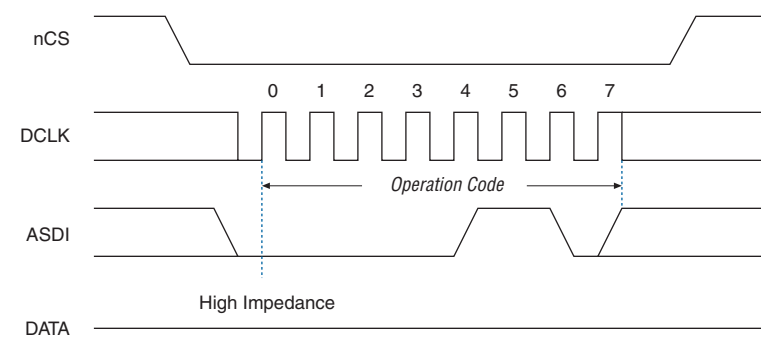 nCS
0 1 2 3 4 5 6 7
DCLK
Operation Code
ASDI
High Impedance
DATA